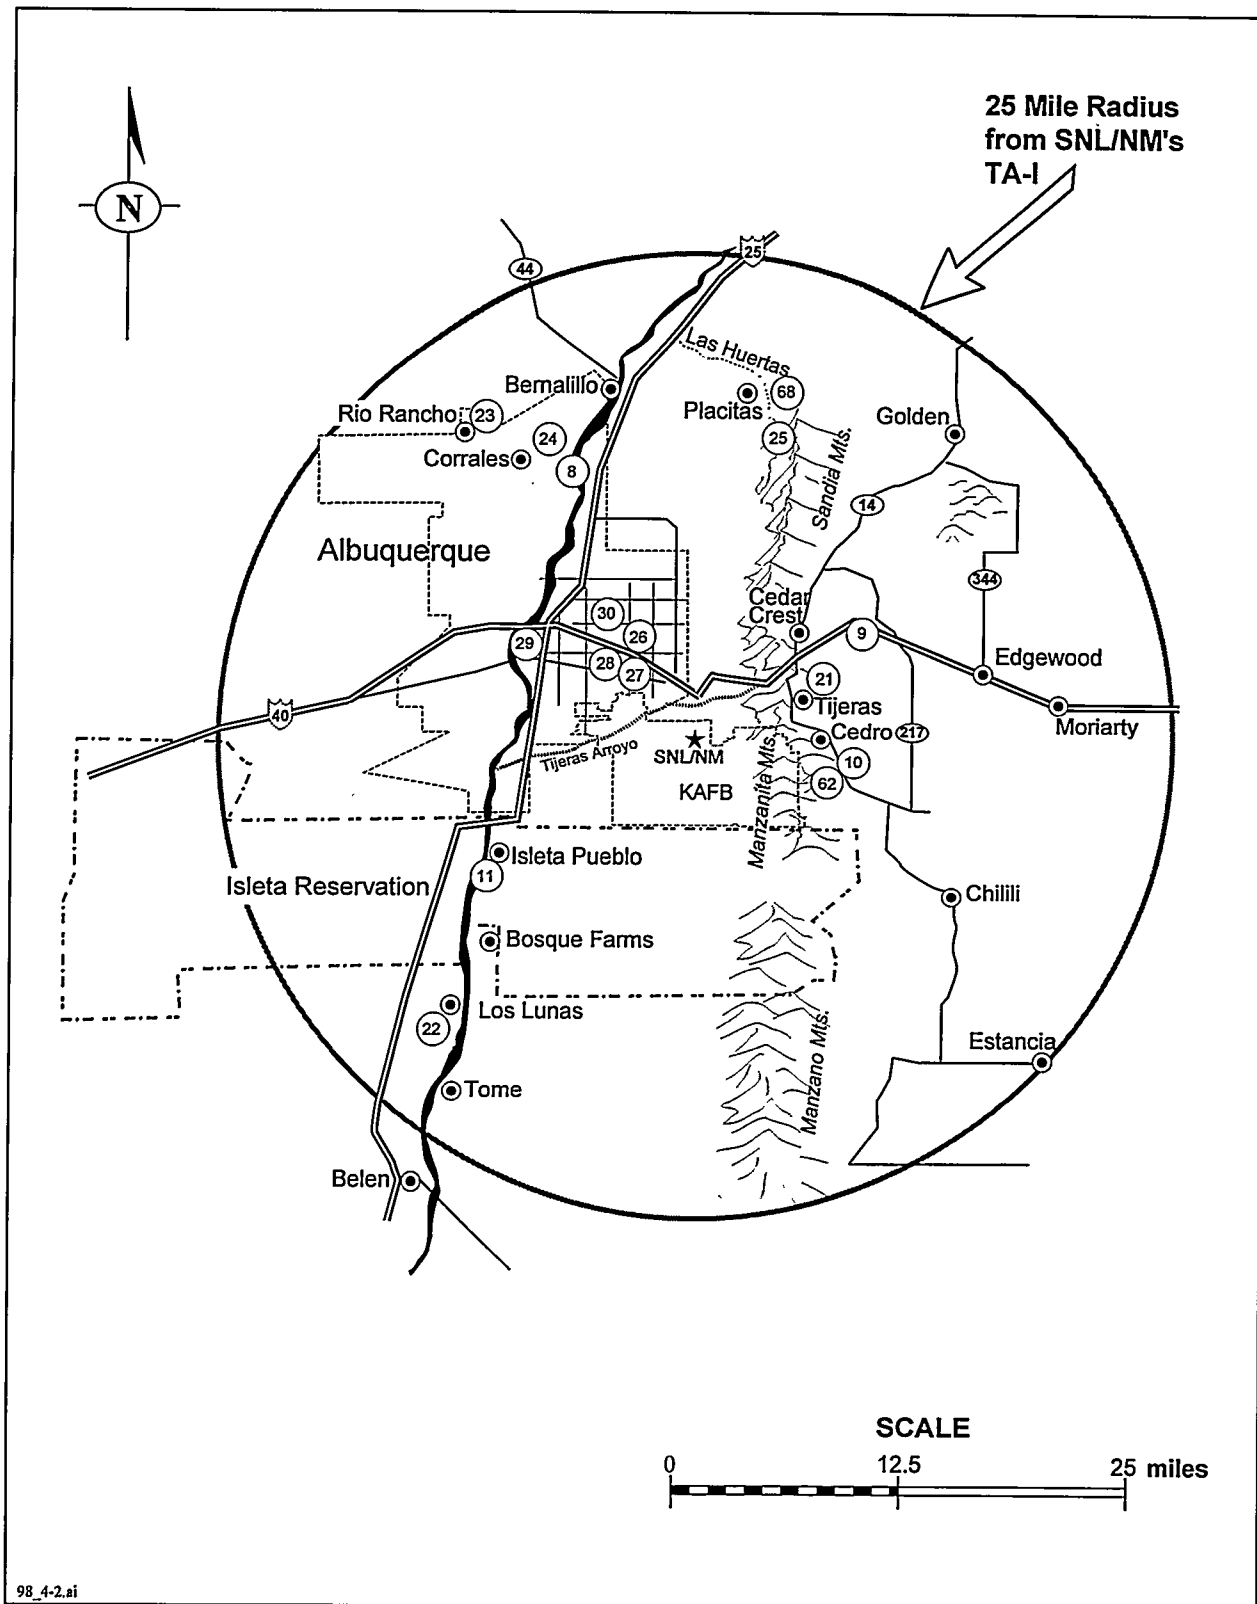 25 Mile Radius
from SNL/NM's
TA-I
N
25
44
Las Huertas
Bernalillo
68
Placitas
Rio Rancho
23
Golden
24
25
Corrales
8
Sandia Mts.
14
Albuquerque
344
Cedar
Crest
30
26
9
29
28
27
Edgewood
21
Tijeras
40
Moriarty
Cedro
217
Tijeras Arroyo
SNL/NM
10
62
KAFB
Manzanita Mts.
Isleta Pueblo
11
Isleta Reservation
Chilili
Bosque Farms
Los Lunas
22
Estancia
Manzano Mts.
Tome
Belen
SCALE
0 12.5 25 miles
98_4-2.ai